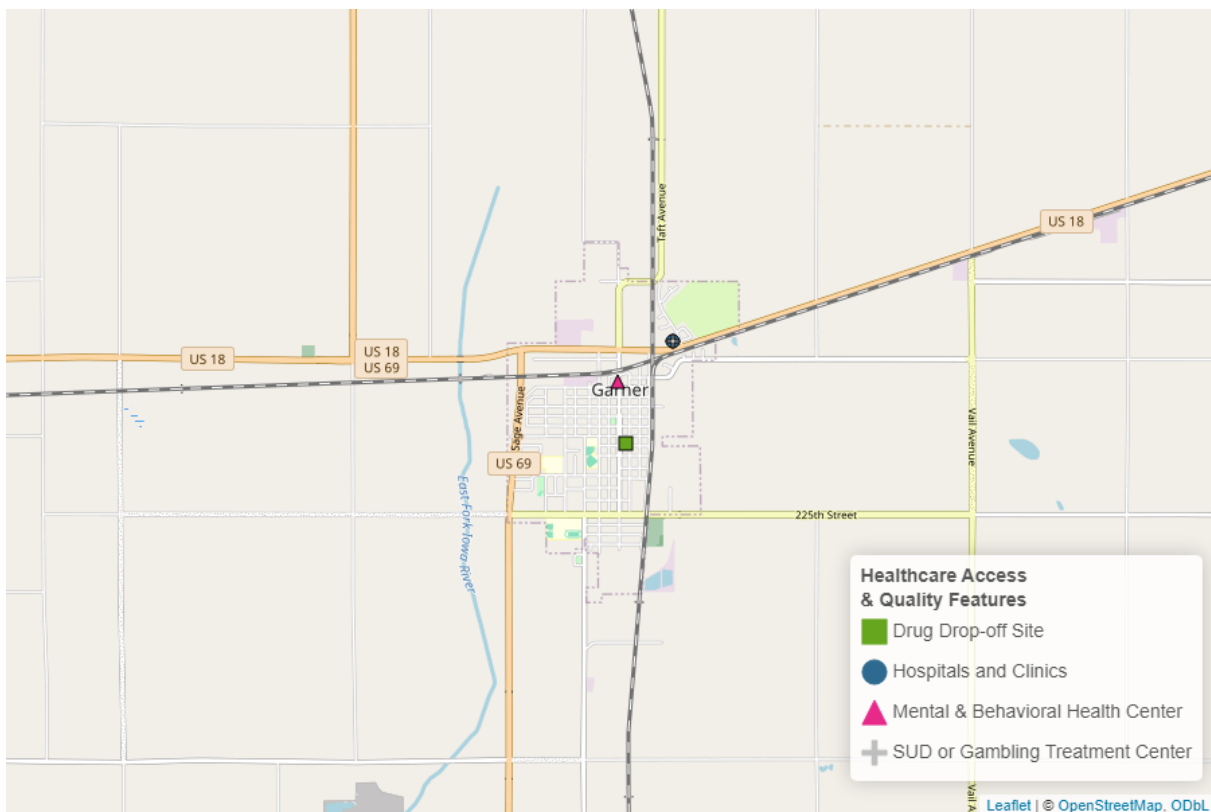 Taft Avenue
US 18
US 18
US 18
US 69
Garner
Sage Avenue
US 69
Vail Avenue
East Fork Iowa River
225th Street
Healthcare Access
& Quality Features
Drug Drop-off Site
Hospitals and Clinics
Mental & Behavioral Health Center
SUD or Gambling Treatment Center
Vail A
Leaflet | © OpenStreetMap, ODbL